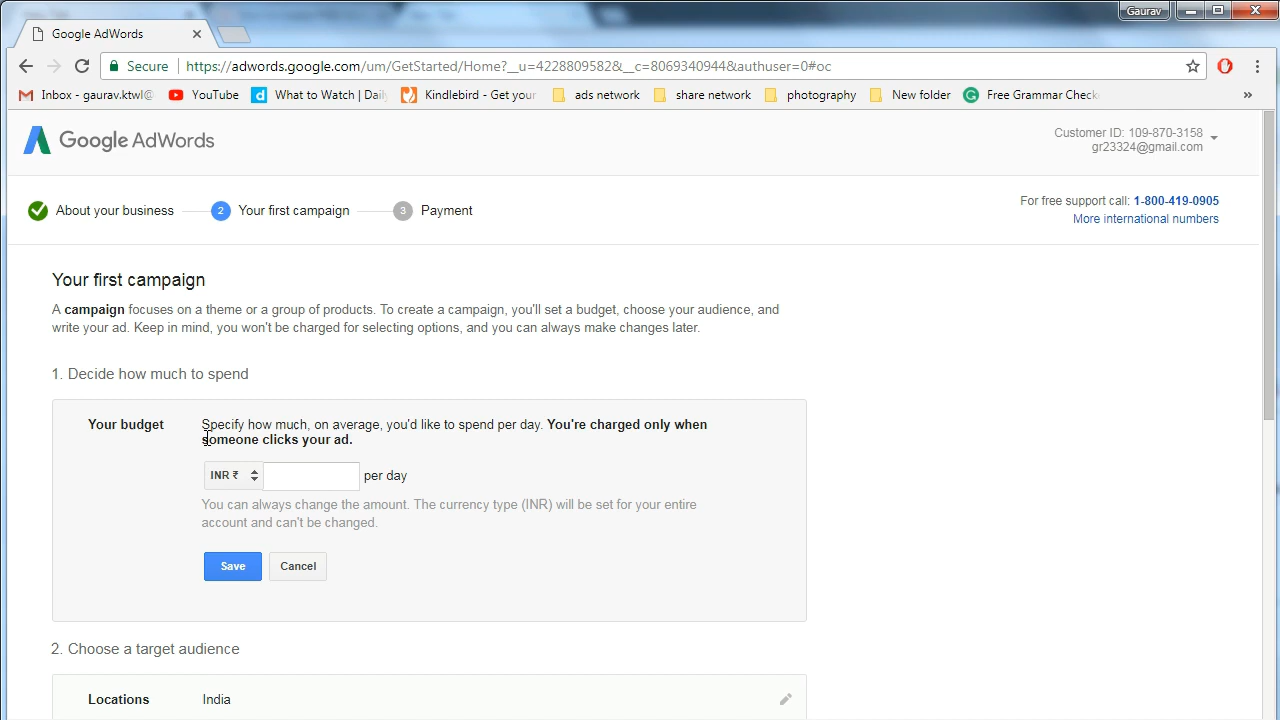 Gaurav
Google AdWords
Secure https://adwords.google.com/um/GetStarted/Home?__u=4228809582&__c=8069340944&authuser=0#oc
Inbox - gaurav.ktwl@ YouTube What to Watch | Dail Kindlebird - Get your ads network share network photography New folder Free Grammar Check »
Google AdWords
Customer ID: 109-870-3158
gr23324@gmail.com
About your business 2 Your first campaign 3 Payment
For free support call: 1-800-419-0905
More international numbers
Your first campaign
A campaign focuses on a theme or a group of products. To create a campaign, you'll set a budget, choose your audience, and
write your ad. Keep in mind, you won't be charged for selecting options, and you can always make changes later.
1. Decide how much to spend
Your budget
Specify how much, on average, you'd like to spend per day. You're charged only when
someone clicks your ad.
INR ₹ per day
You can always change the amount. The currency type (INR) will be set for your entire
account and can't be changed.
Save Cancel
2. Choose a target audience
Locations India